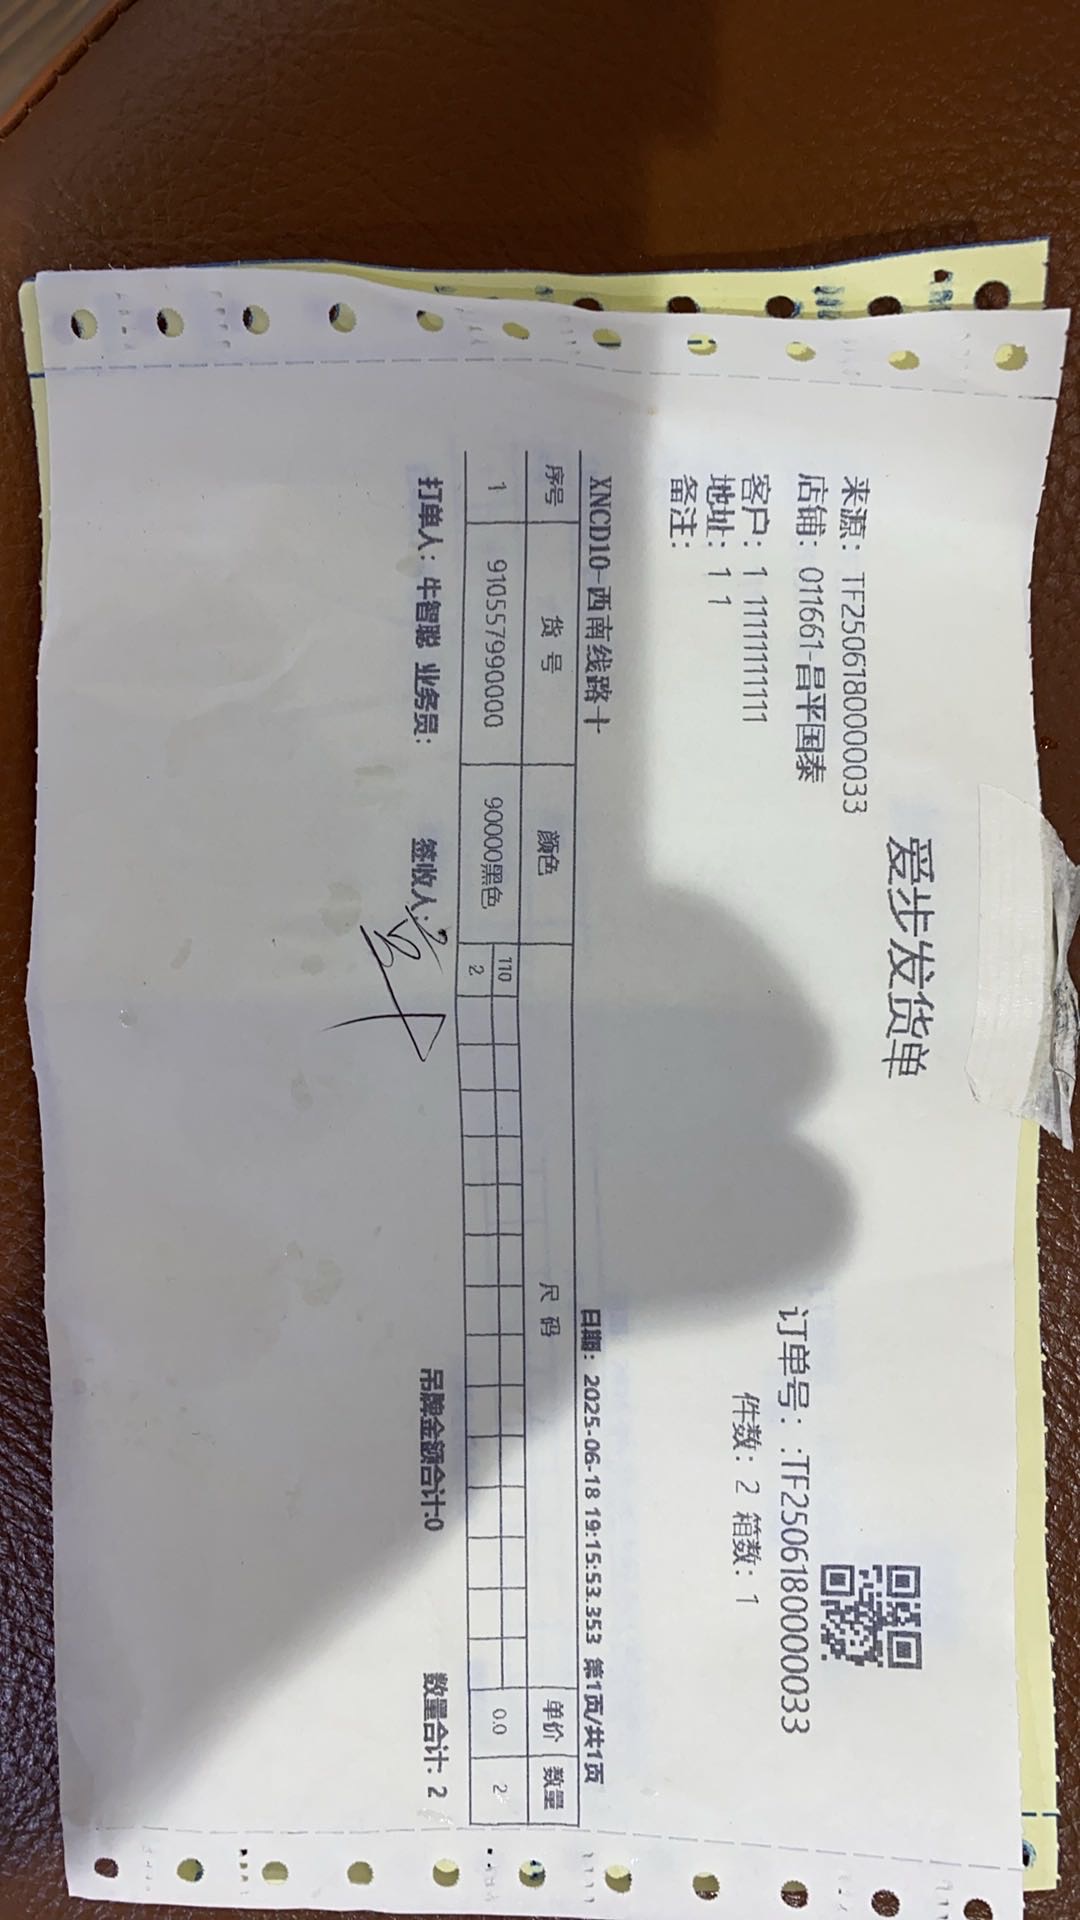 爱步发货单
来源：TF250618000003３
店铺：011661-昌平国泰
订单号：:TF2506180000033
客户：1 11111111111
件数：2 箱数：1
地址：1 1
备注：
XNCD10-西南线路十 日期：2025-06-18 19:15:53.353 第1页/共1页
序号 货号 颜色 尺码 单价 数量
1 910557990000 90000黑色 110 0.0 2
2
打单人：牛智聪 业务员： 签收人： 吊牌金额合计:0 数量合计：2